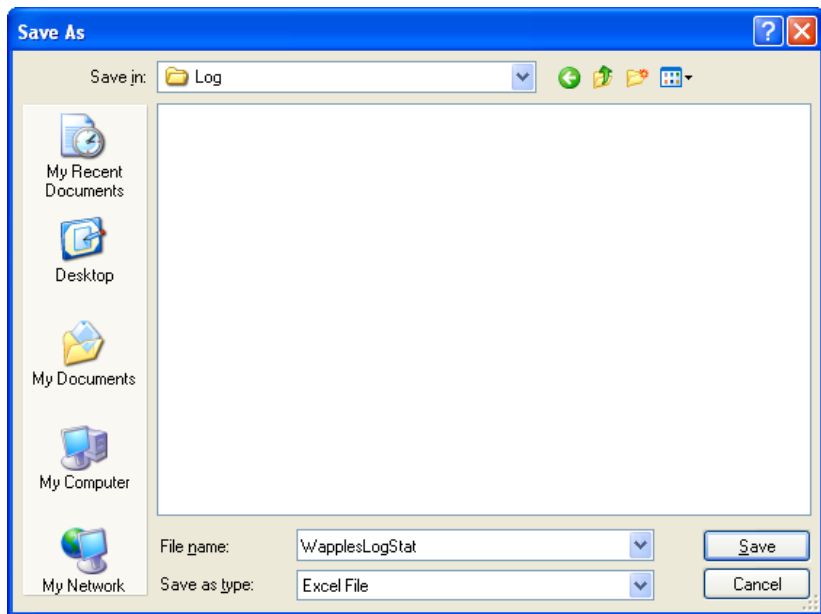 Save As
Save in:
Log
My Recent
Documents
Desktop
My Documents
My Computer
My Network
File name:
WapplesLogStat
Save
Save as type:
Excel File
Cancel